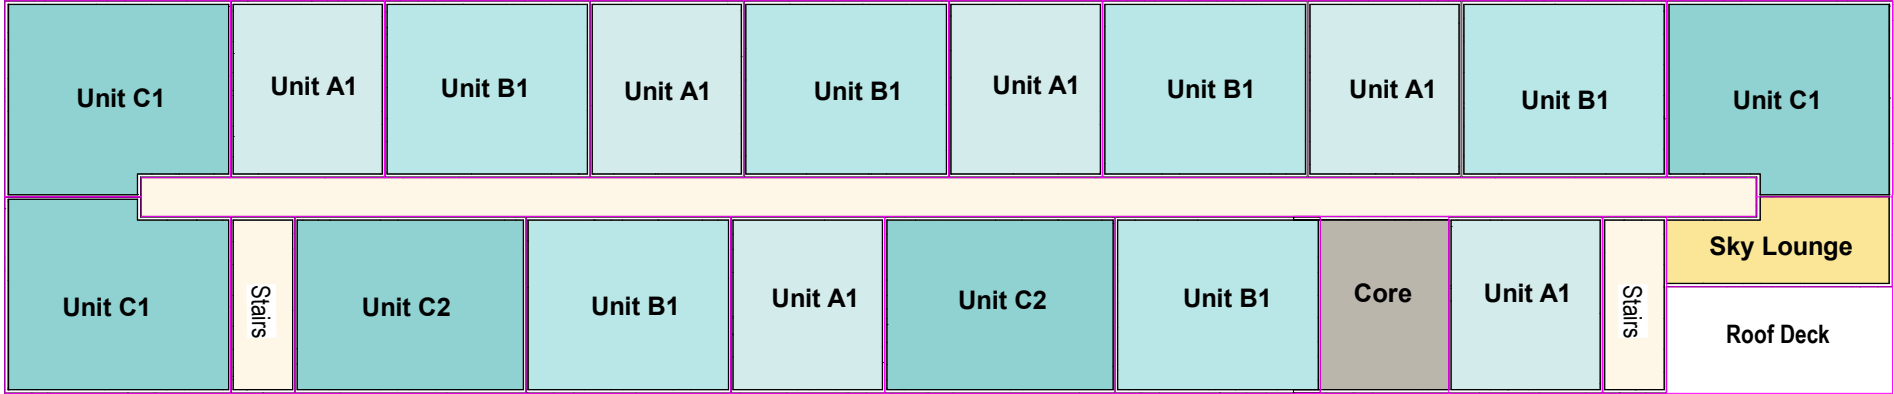 Unit C1
Unit A1
Unit B1
Unit A1
Unit B1
Unit A1
Unit B1
Unit A1
Unit B1
Unit C1
Unit C1
Stairs
Unit C2
Unit B1
Unit A1
Unit C2
Unit B1
Core
Unit A1
Stairs
Sky Lounge
Roof Deck